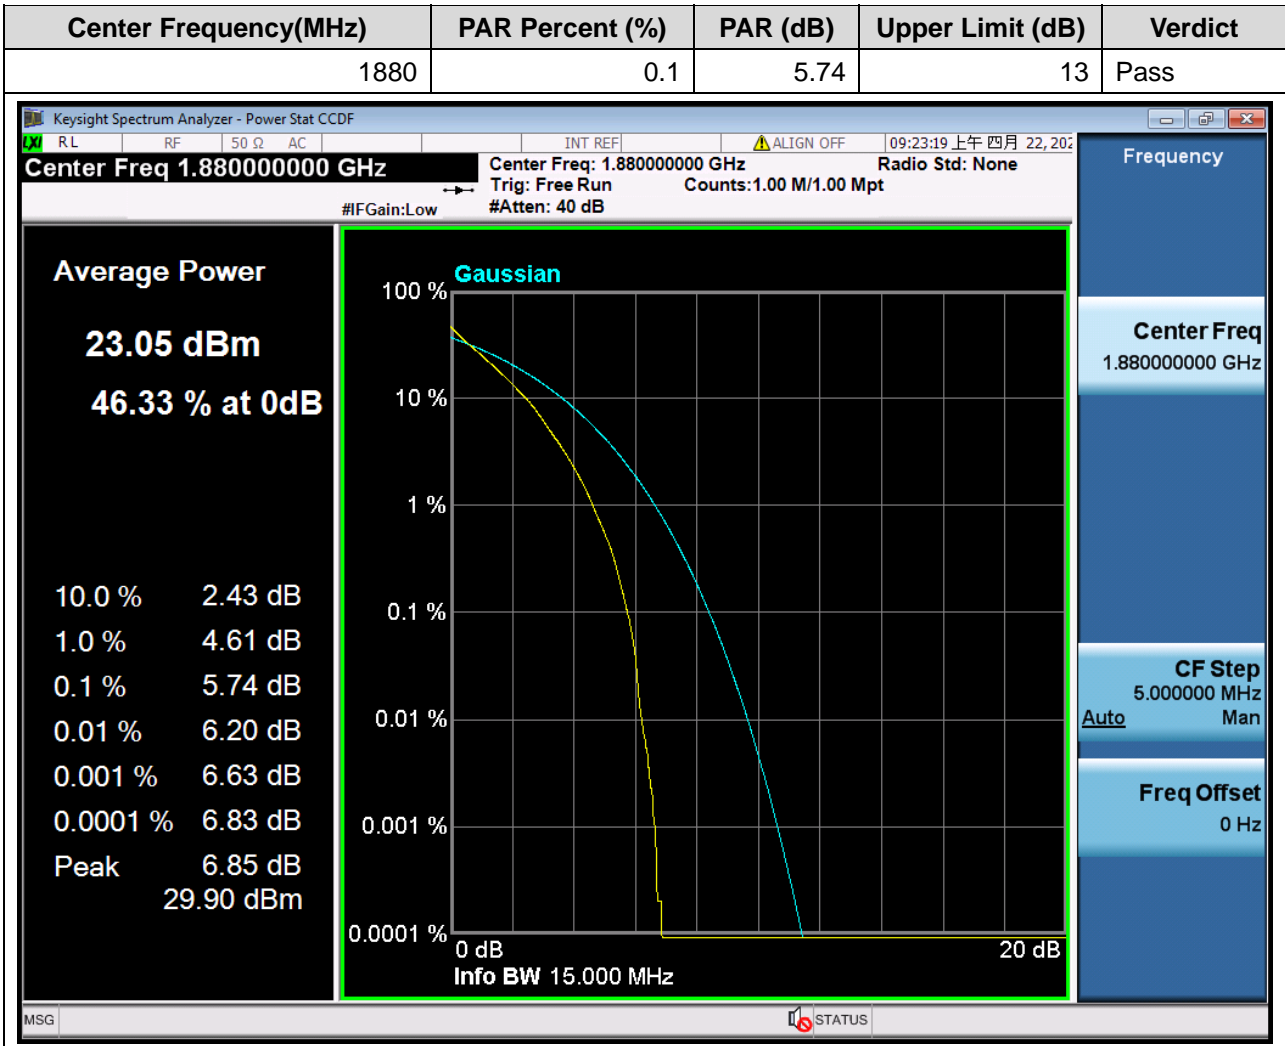 Center Frequency(MHz) PAR Percent (%) PAR (dB) Upper Limit (dB) Verdict
1880 0.1 5.74 13 Pass
Keysight Spectrum Analyzer - Power Stat CCDF
LXI RL RF 50 Ω AC INT REF ALIGN OFF 09:23:19 上午 四月 22, 202
Center Freq 1.880000000 GHz
Center Freq: 1.880000000 GHz Radio Std: None
Trig: Free Run Counts:1.00 M/1.00 Mpt
#IFGain:Low #Atten: 40 dB
Average Power
23.05 dBm
46.33 % at 0dB
10.0 % 2.43 dB
1.0 % 4.61 dB
0.1 % 5.74 dB
0.01 % 6.20 dB
0.001 % 6.63 dB
0.0001 % 6.83 dB
Peak 6.85 dB
29.90 dBm
Gaussian
100 %
10 %
1 %
0.1 %
0.01 %
0.001 %
0.0001 %
0 dB 20 dB
Info BW 15.000 MHz
Frequency
Center Freq
1.880000000 GHz
CF Step
5.000000 MHz
Auto Man
Freq Offset
0 Hz
MSG STATUS